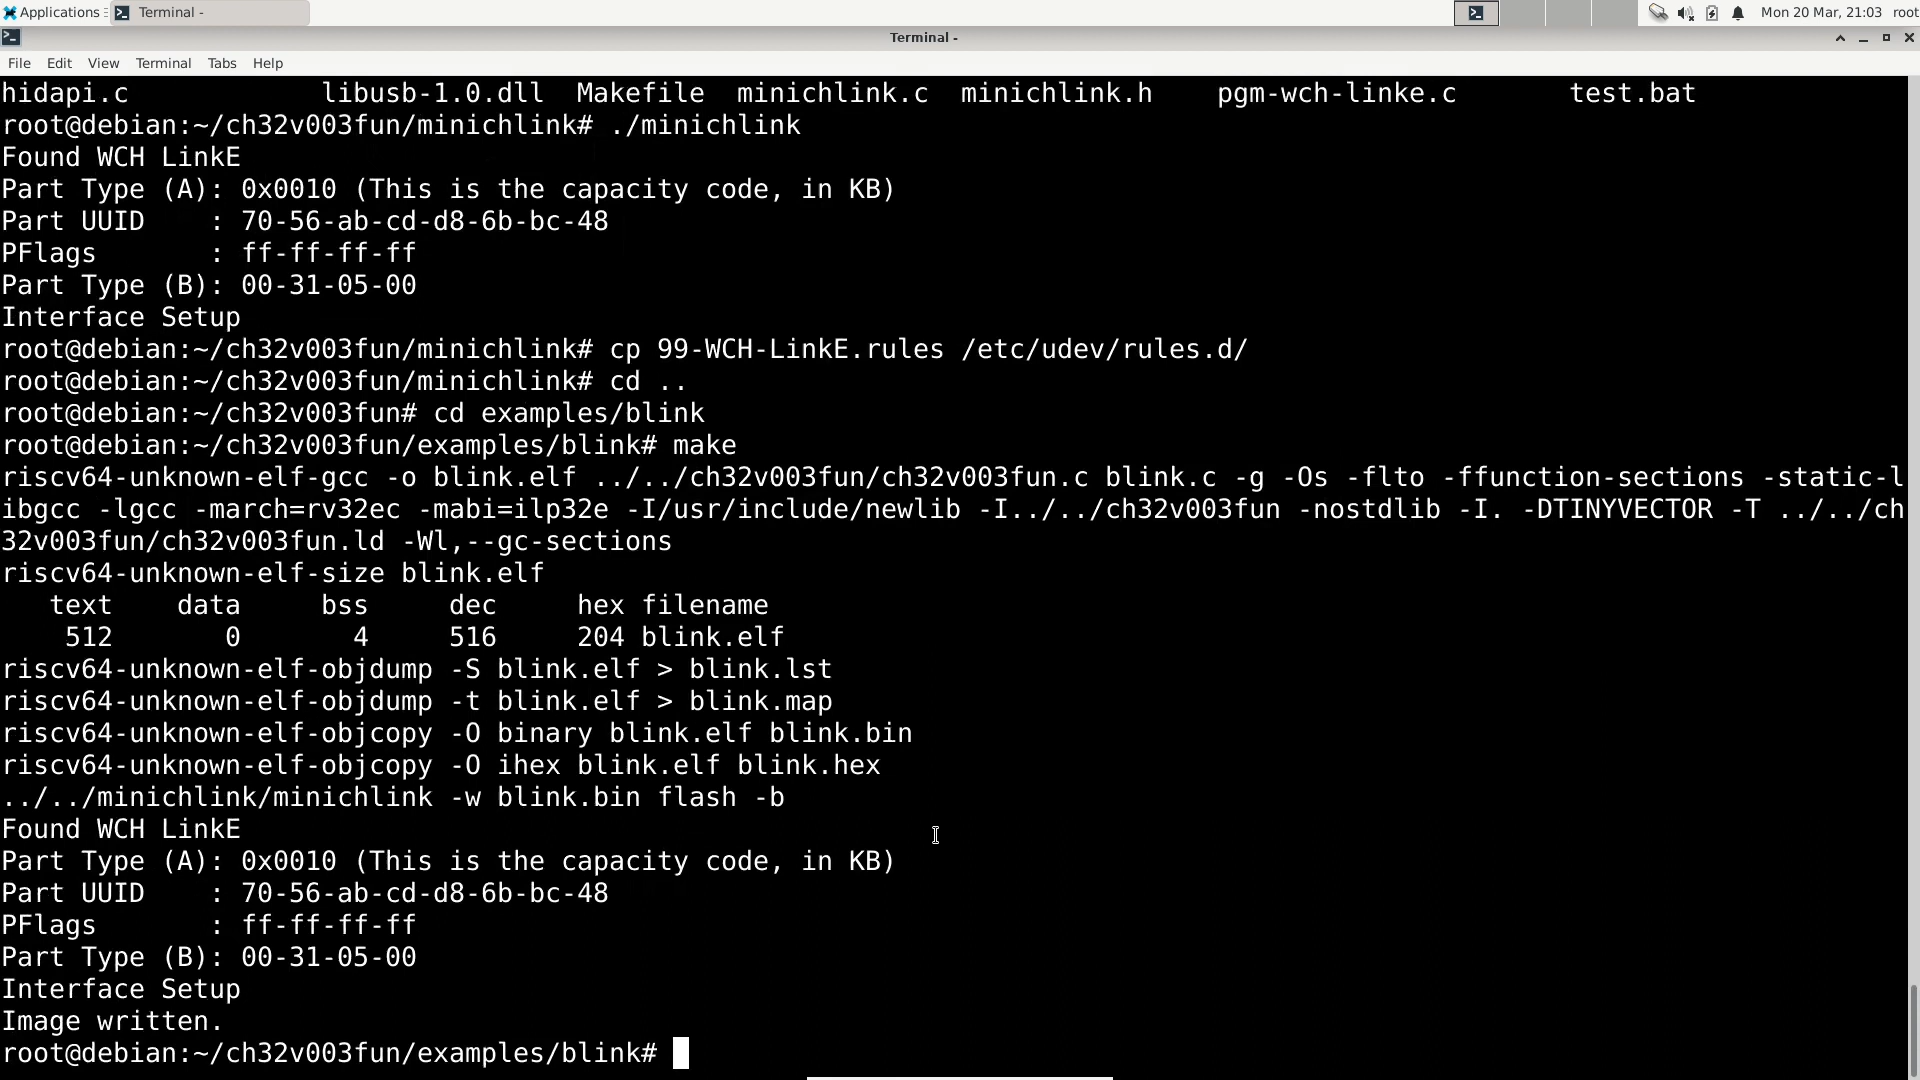 Applications Terminal - Mon 20 Mar, 21:03 root
Terminal -
File Edit View Terminal Tabs Help
hidapi.c libusb-1.0.dll Makefile minichlink.c minichlink.h pgm-wch-linke.c test.bat
root@debian:~/ch32v003fun/minichlink# ./minichlink
Found WCH LinkE
Part Type (A): 0x0010 (This is the capacity code, in KB)
Part UUID : 70-56-ab-cd-d8-6b-bc-48
PFlags : ff-ff-ff-ff
Part Type (B): 00-31-05-00
Interface Setup
root@debian:~/ch32v003fun/minichlink# cp 99-WCH-LinkE.rules /etc/udev/rules.d/
root@debian:~/ch32v003fun/minichlink# cd ..
root@debian:~/ch32v003fun# cd examples/blink
root@debian:~/ch32v003fun/examples/blink# make
riscv64-unknown-elf-gcc -o blink.elf ../../ch32v003fun/ch32v003fun.c blink.c -g -Os -flto -ffunction-sections -static-l
ibgcc -lgcc -march=rv32ec -mabi=ilp32e -I/usr/include/newlib -I../../ch32v003fun -nostdlib -I. -DTINYVECTOR -T ../../ch
32v003fun/ch32v003fun.ld -Wl,--gc-sections
riscv64-unknown-elf-size blink.elf
text data bss dec hex filename
512 0 4 516 204 blink.elf
riscv64-unknown-elf-objdump -S blink.elf > blink.lst
riscv64-unknown-elf-objdump -t blink.elf > blink.map
riscv64-unknown-elf-objcopy -O binary blink.elf blink.bin
riscv64-unknown-elf-objcopy -O ihex blink.elf blink.hex
../../minichlink/minichlink -w blink.bin flash -b
Found WCH LinkE
Part Type (A): 0x0010 (This is the capacity code, in KB)
Part UUID : 70-56-ab-cd-d8-6b-bc-48
PFlags : ff-ff-ff-ff
Part Type (B): 00-31-05-00
Interface Setup
Image written.
root@debian:~/ch32v003fun/examples/blink#